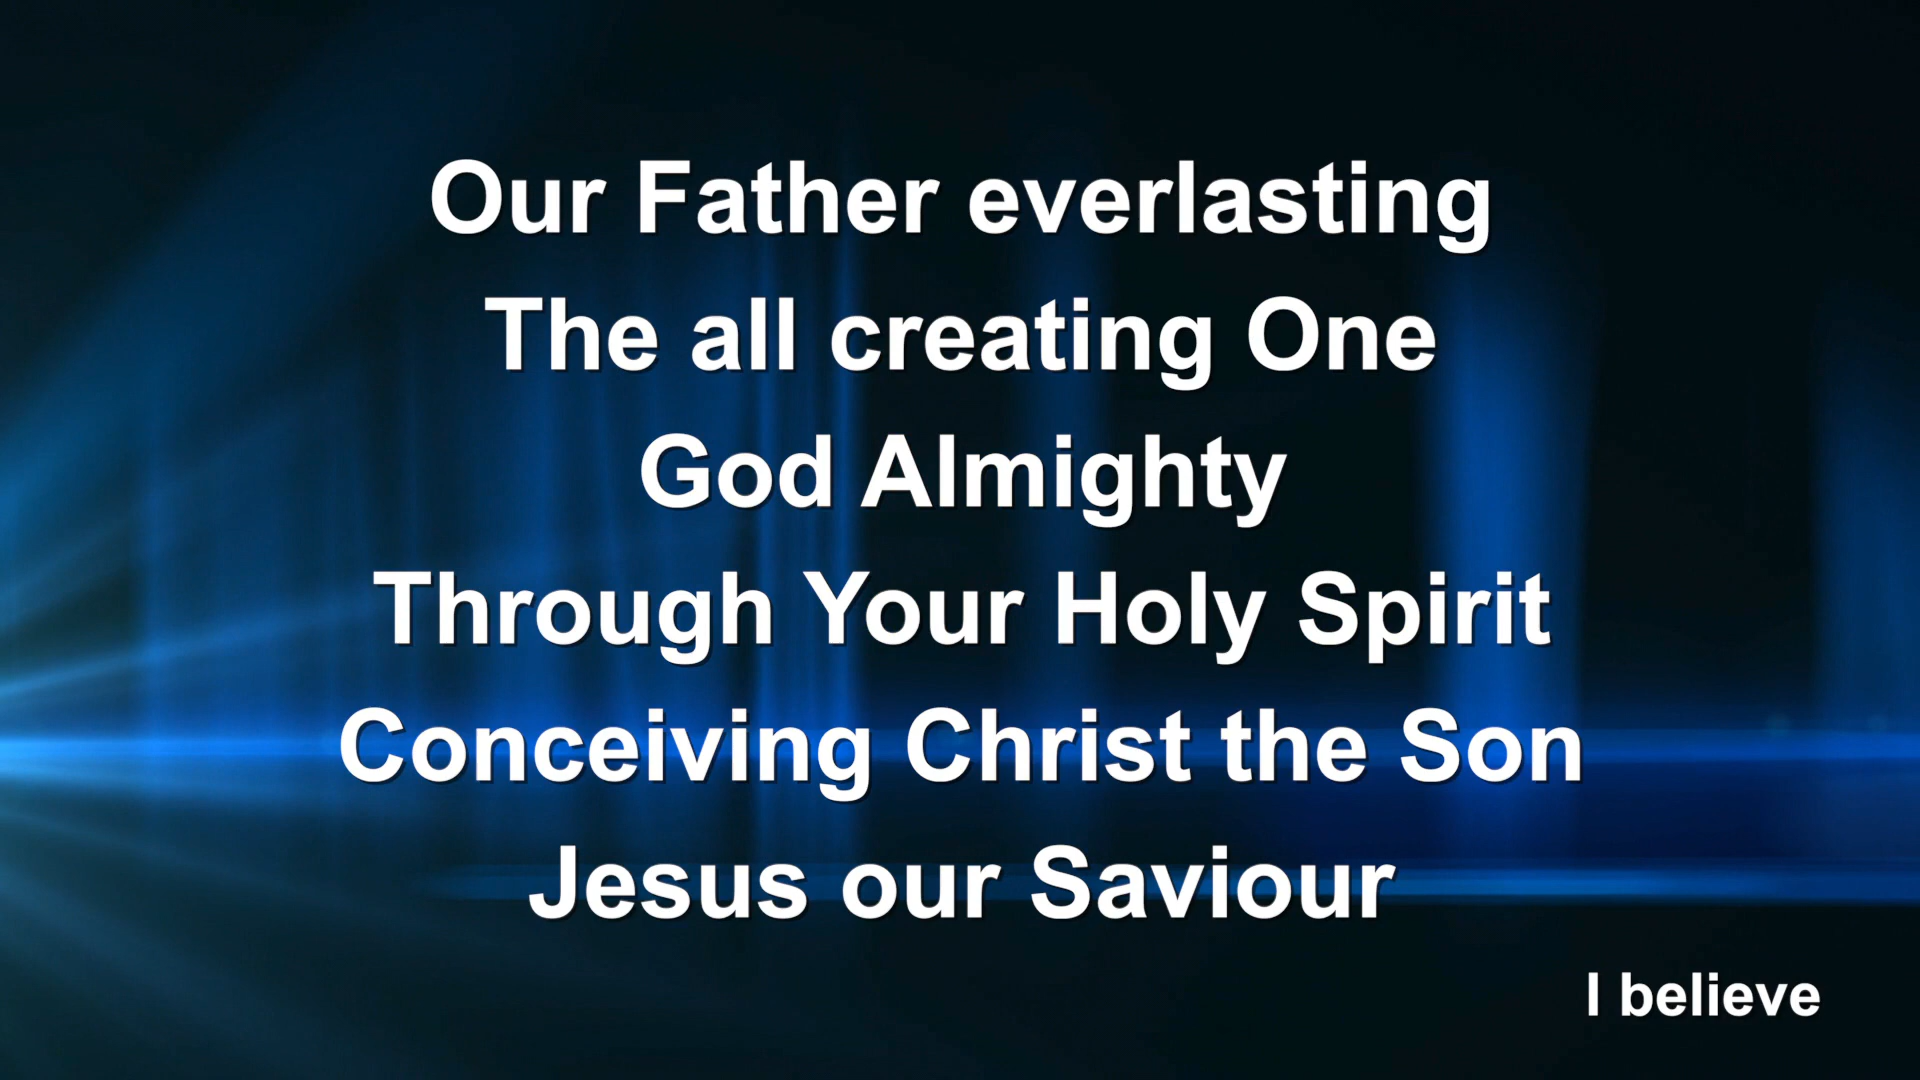 Our Father everlasting
The all creating One
God Almighty
Through Your Holy Spirit
Conceiving Christ the Son
Jesus our Saviour
I believe